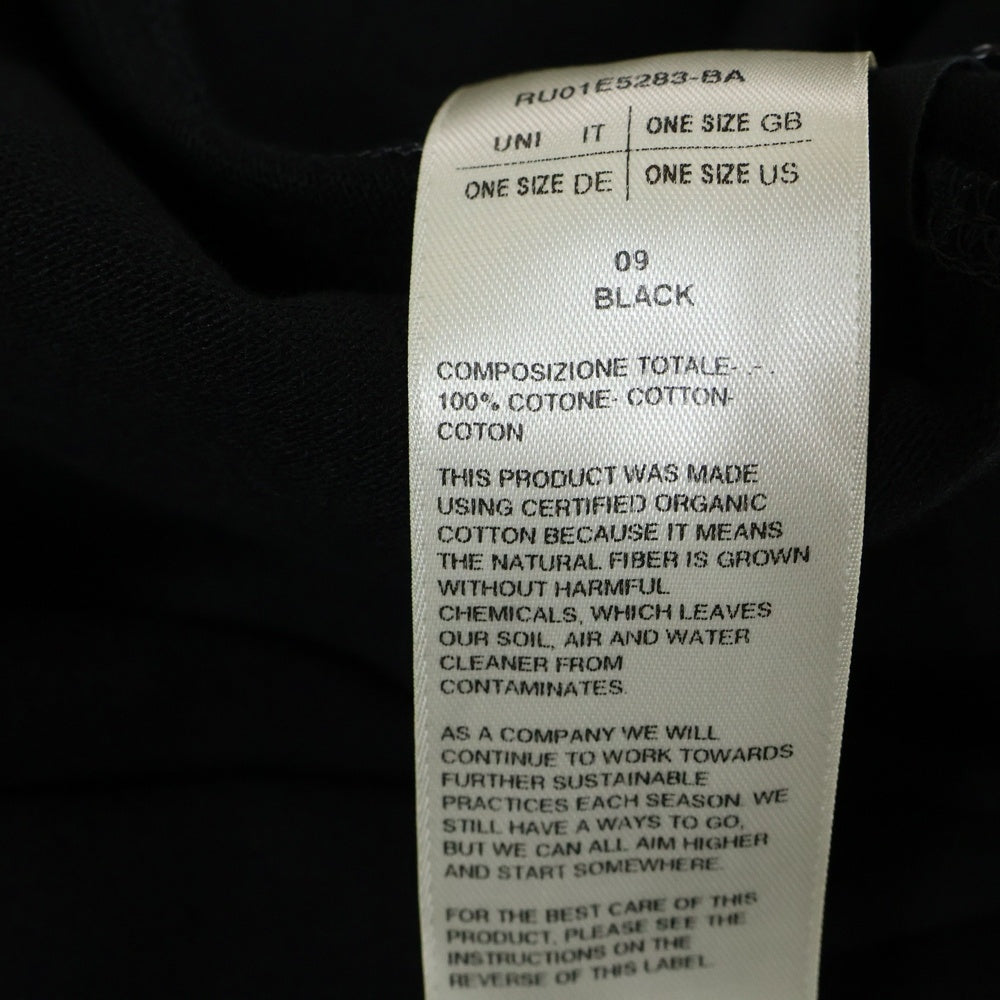 RU01E5283-BA
UNI IT | ONE SIZE GB
ONE SIZE DE | ONE SIZE US
09
BLACK
COMPOSIZIONE TOTALE- .- .
100% COTONE- COTTON-
COTON
THIS PRODUCT WAS MADE
USING CERTIFIED ORGANIC
COTTON BECAUSE IT MEANS
THE NATURAL FIBER IS GROWN
WITHOUT HARMFUL
CHEMICALS, WHICH LEAVES
OUR SOIL, AIR AND WATER
CLEANER FROM
CONTAMINATES.
AS A COMPANY WE WILL
CONTINUE TO WORK TOWARDS
FURTHER SUSTAINABLE
PRACTICES EACH SEASON. WE
STILL HAVE A WAYS TO GO,
BUT WE CAN ALL AIM HIGHER
AND START SOMEWHERE.
FOR THE BEST CARE OF THIS
PRODUCT, PLEASE SEE THE
INSTRUCTIONS ON THE
REVERSE OF THIS LABEL.